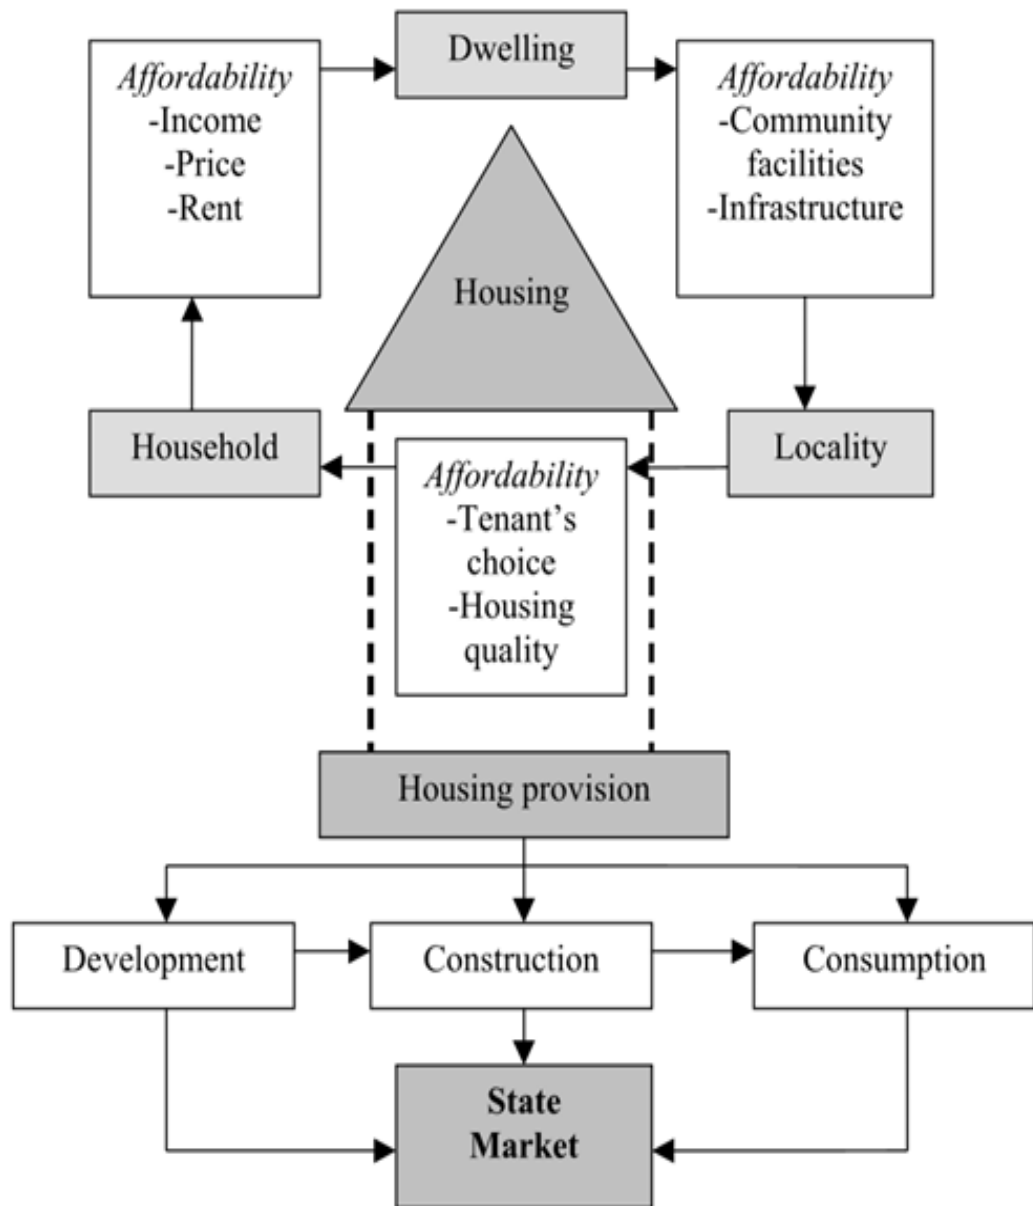 Dwelling
Affordability
-Income
-Price
-Rent
Affordability
-Community
facilities
-Infrastructure
Housing
Household
Affordability
-Tenant’s
choice
-Housing
quality
Locality
Housing provision
Development
Construction
Consumption
State
Market